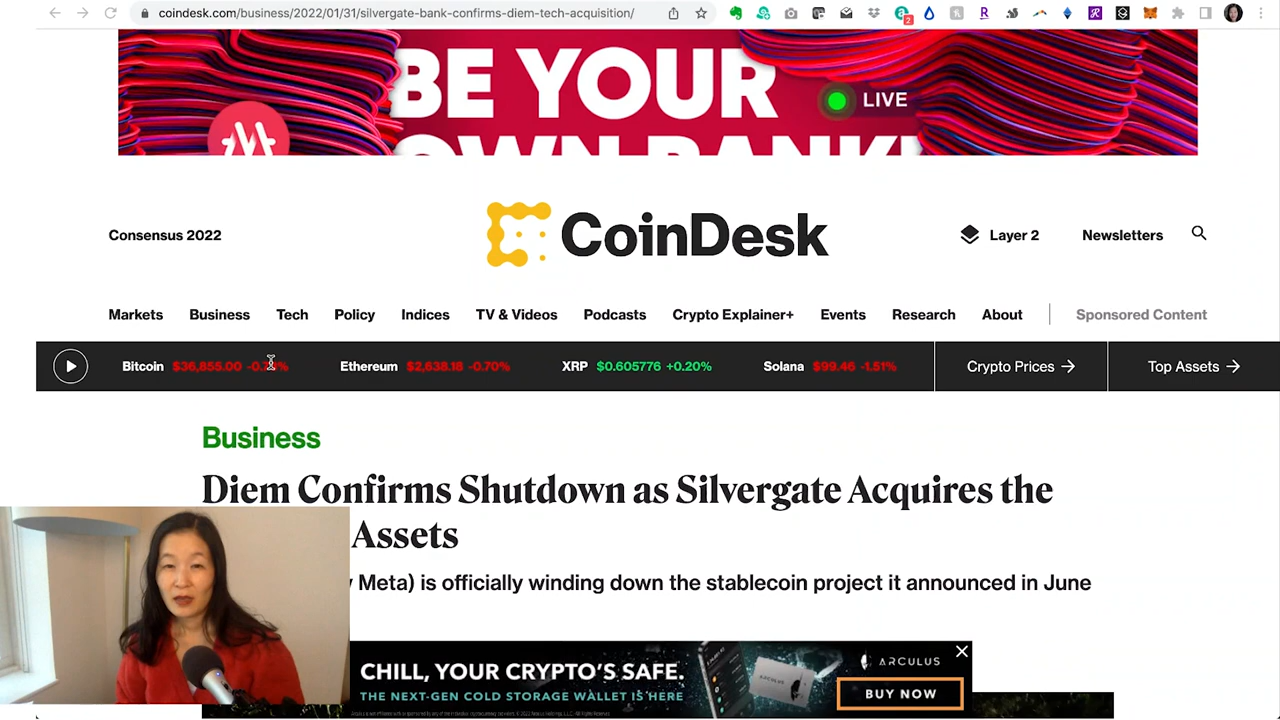 coindesk.com/business/2022/01/31/silvergate-bank-confirms-diem-tech-acquisition/
2
BE YOUR
LIVE
OWN BANK!
Consensus 2022
CoinDesk
Layer 2
Newsletters
Markets
Business
Tech
Policy
Indices
TV & Videos
Podcasts
Crypto Explainer+
Events
Research
About
Sponsored Content
Bitcoin $36,855.00
Ethereum $2,638.18 -0.70%
XRP $0.605776 +0.20%
Solana $99.46 -1.51%
Crypto Prices →
Top Assets →
Business
Diem Confirms Shutdown as Silvergate Acquires the
Assets
Meta) is officially winding down the stablecoin project it announced in June
CHILL, YOUR CRYPTO'S SAFE.
THE NEXT-GEN COLD STORAGE WALLET IS HERE
ARCULUS
BUY NOW